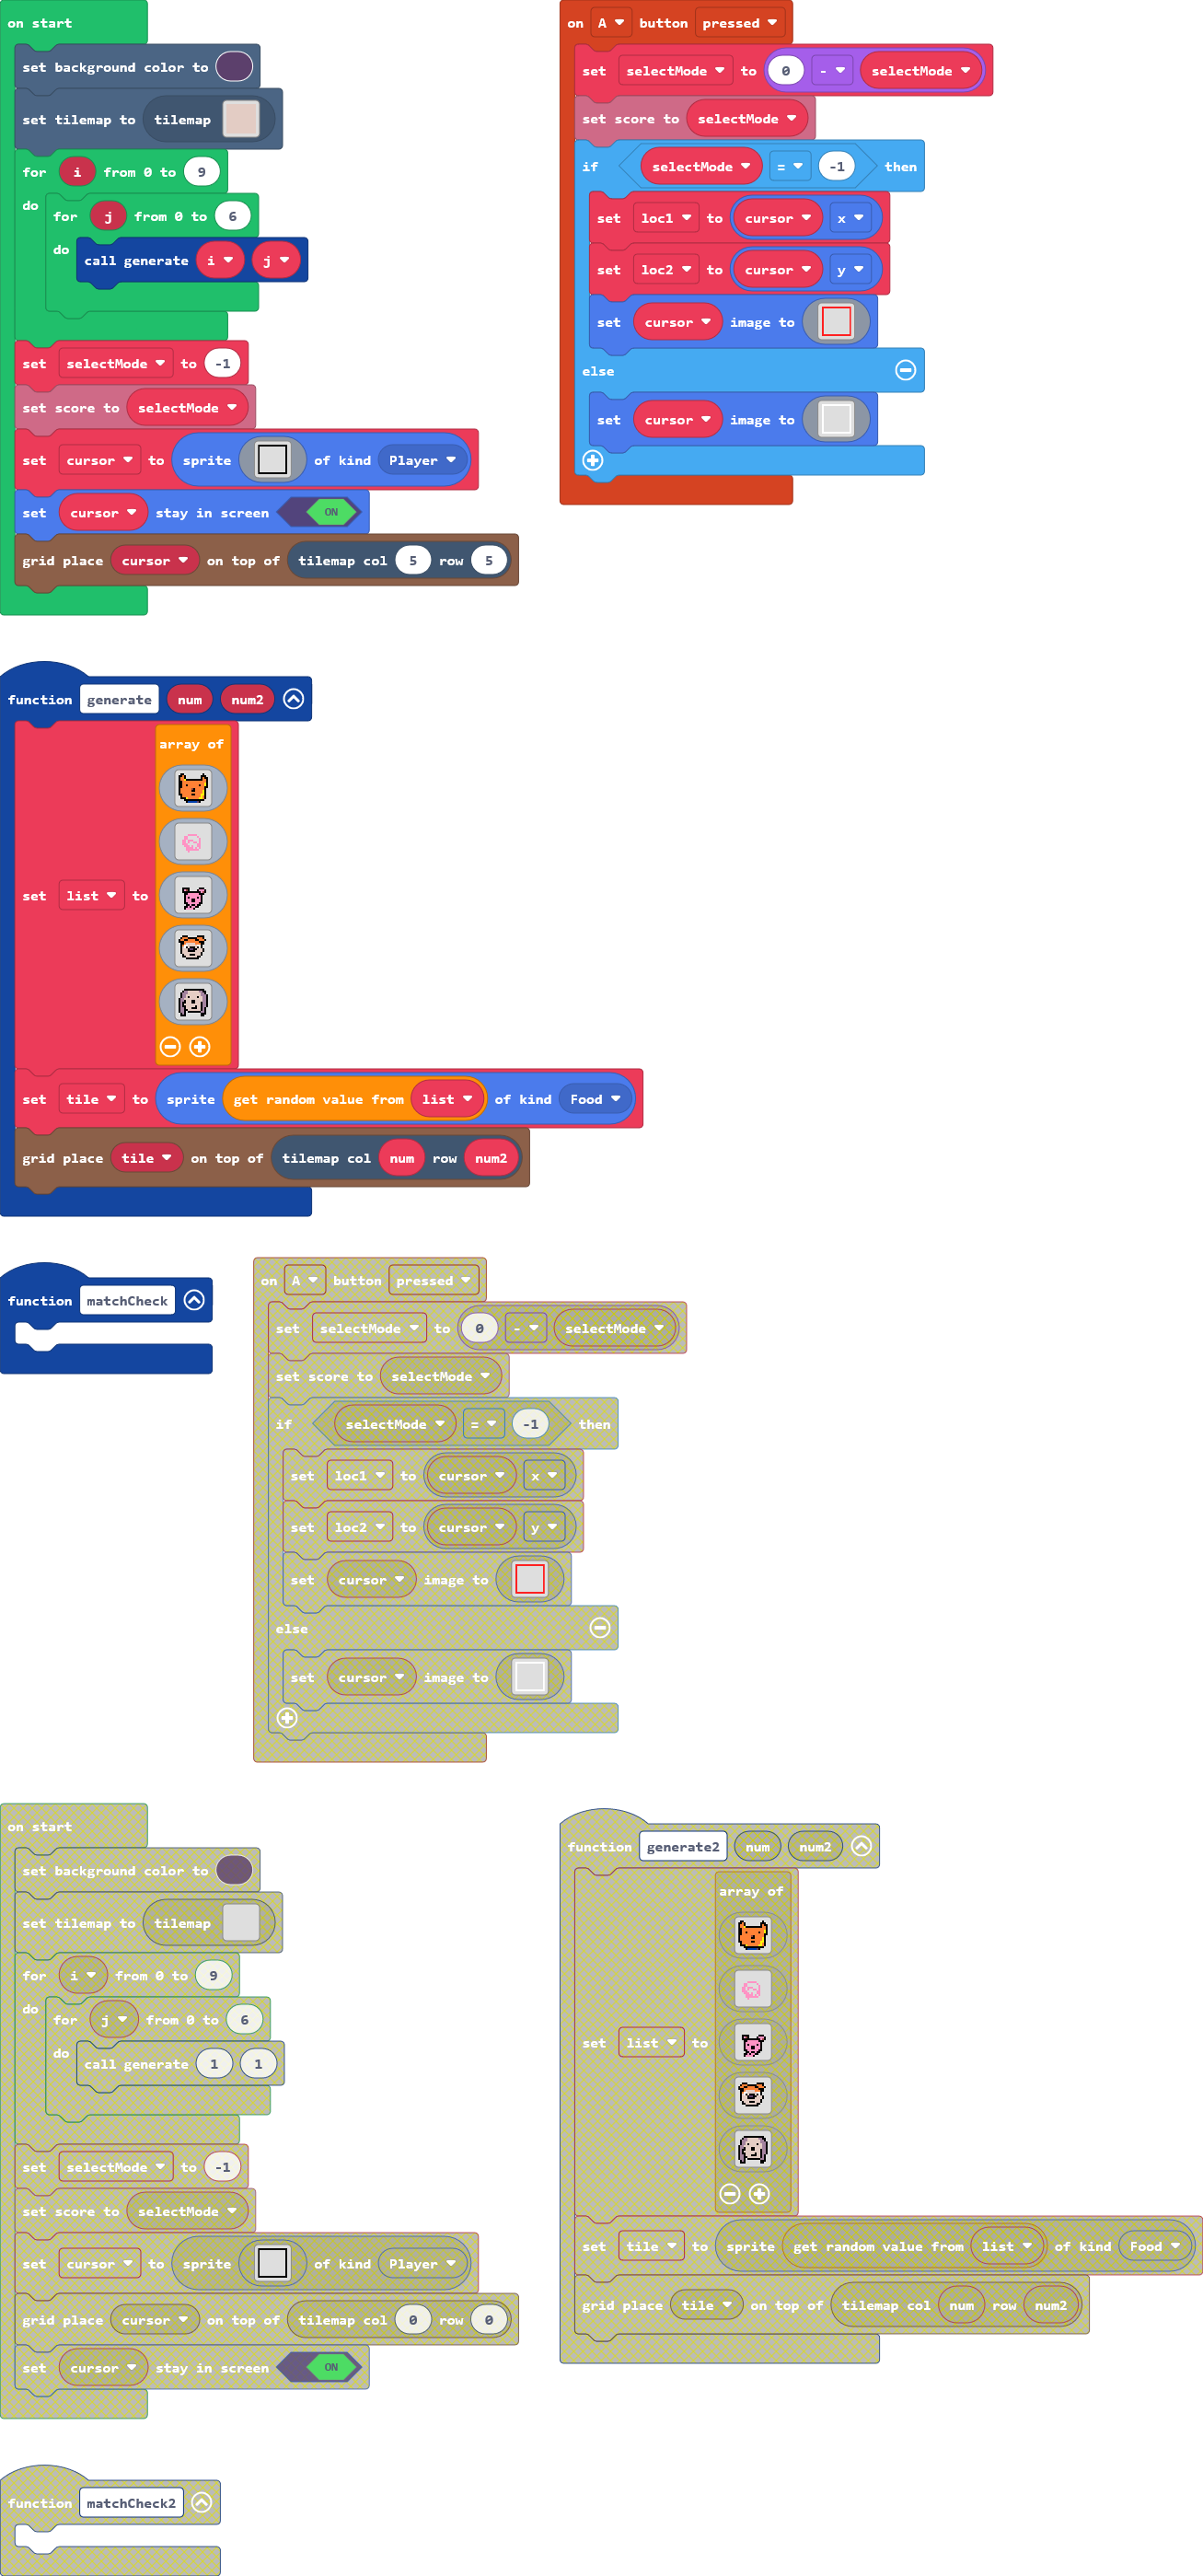 on start
set background color to
set tilemap to tilemap
for i from 0 to 9
do
for j from 0 to 6
do
call generate i j
set selectMode to -1
set score to selectMode
set cursor to sprite of kind Player
set cursor stay in screen ON
grid place cursor on top of tilemap col 5 row 5
on A button pressed
set selectMode to 0 - selectMode
set score to selectMode
if selectMode = -1 then
set loc1 to cursor x
set loc2 to cursor y
set cursor image to
else
set cursor image to
function generate num num2
array of
set list to
set tile to sprite get random value from list of kind Food
grid place tile on top of tilemap col num row num2
function matchCheck
on A button pressed
set selectMode to 0 - selectMode
set score to selectMode
if selectMode = -1 then
set loc1 to cursor x
set loc2 to cursor y
set cursor image to
else
set cursor image to
on start
set background color to
set tilemap to tilemap
for i from 0 to 9
do
for j from 0 to 6
do
call generate 1 1
set selectMode to -1
set score to selectMode
set cursor to sprite of kind Player
grid place cursor on top of tilemap col 0 row 0
set cursor stay in screen ON
function generate2 num num2
array of
set list to
set tile to sprite get random value from list of kind Food
grid place tile on top of tilemap col num row num2
function matchCheck2